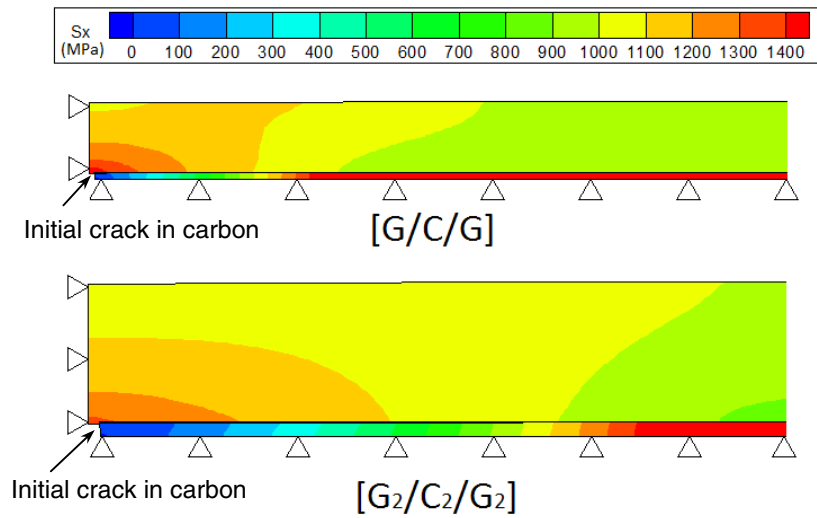 Sx
(MPa)
0 100 200 300 400 500 600 700 800 900 1000 1100 1200 1300 1400
Initial crack in carbon
[G/C/G]
Initial crack in carbon
[G₂/C₂/G₂]